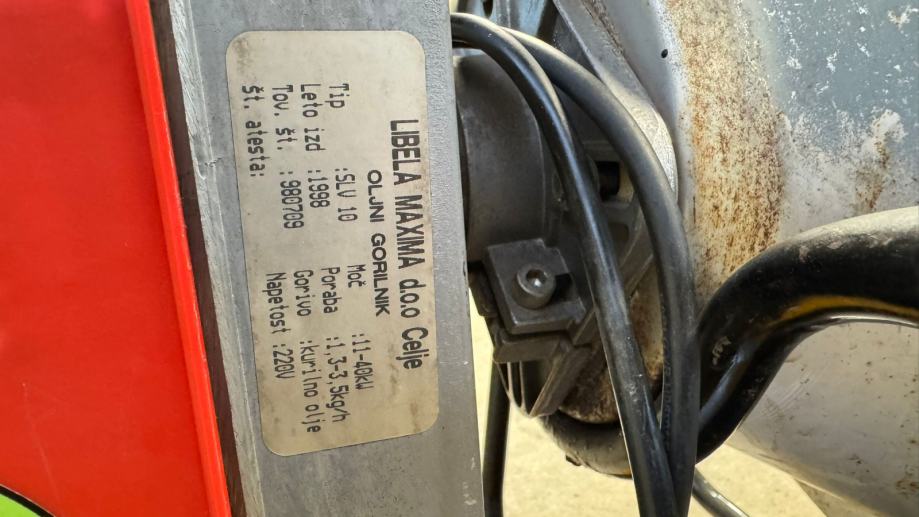 LIBELA MAXIMA d.o.o Celje
OLJNI GORILNIK
Tip :SLV 10 Moč :11-40kW
Leto izd :1998 Poraba :1,3-3,5kg/h
Tov. št. :980709 Gorivo :kurilno olje
Št. atesta: Napetost :220V